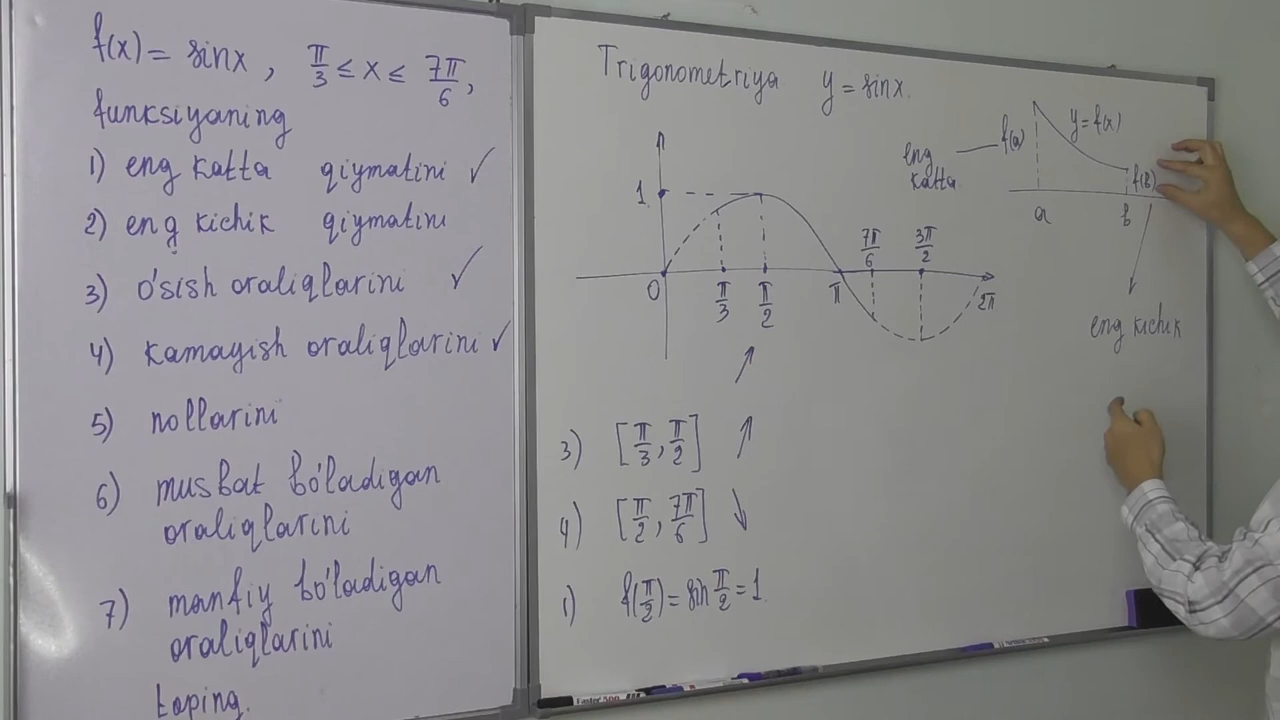 f(x) = sinx, π/3 ≤ x ≤ 7π/6,
funksiyaning
1) eng katta qiymatini ✓
2) eng kichik qiymatini
3) o'sish oraliqlarini ✓
4) kamayish oraliqlarini ✓
5) nollarini
6) musbat bo'ladigan
oraliqlarini
7) manfiy bo'ladigan
oraliqlarini
toping.
Trigonometriya y = sinx.
1
0
π/3
π/2
π
7π/6
3π/2
2π
eng
katta
f(a)
y = f(x)
f(b)
a
b
eng kichik
3) [π/3, π/2] ↗
4) [π/2, 7π/6] ↘
1) f(π/2) = sin π/2 = 1.